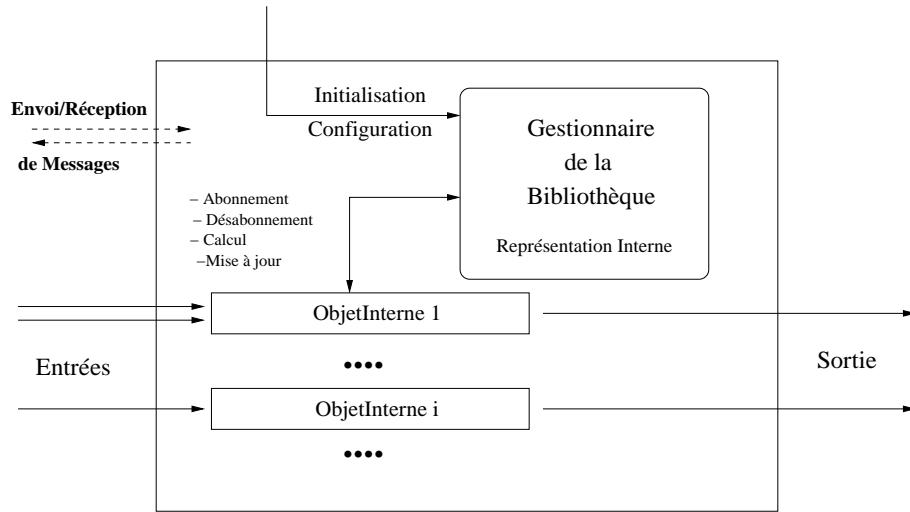 Initialisation
Configuration
Envoi/Réception
de Messages
Gestionnaire
de la
Bibliothèque
Représentation Interne
– Abonnement
– Désabonnement
– Calcul
–Mise à jour
ObjetInterne 1
Entrées
Sortie
ObjetInterne i